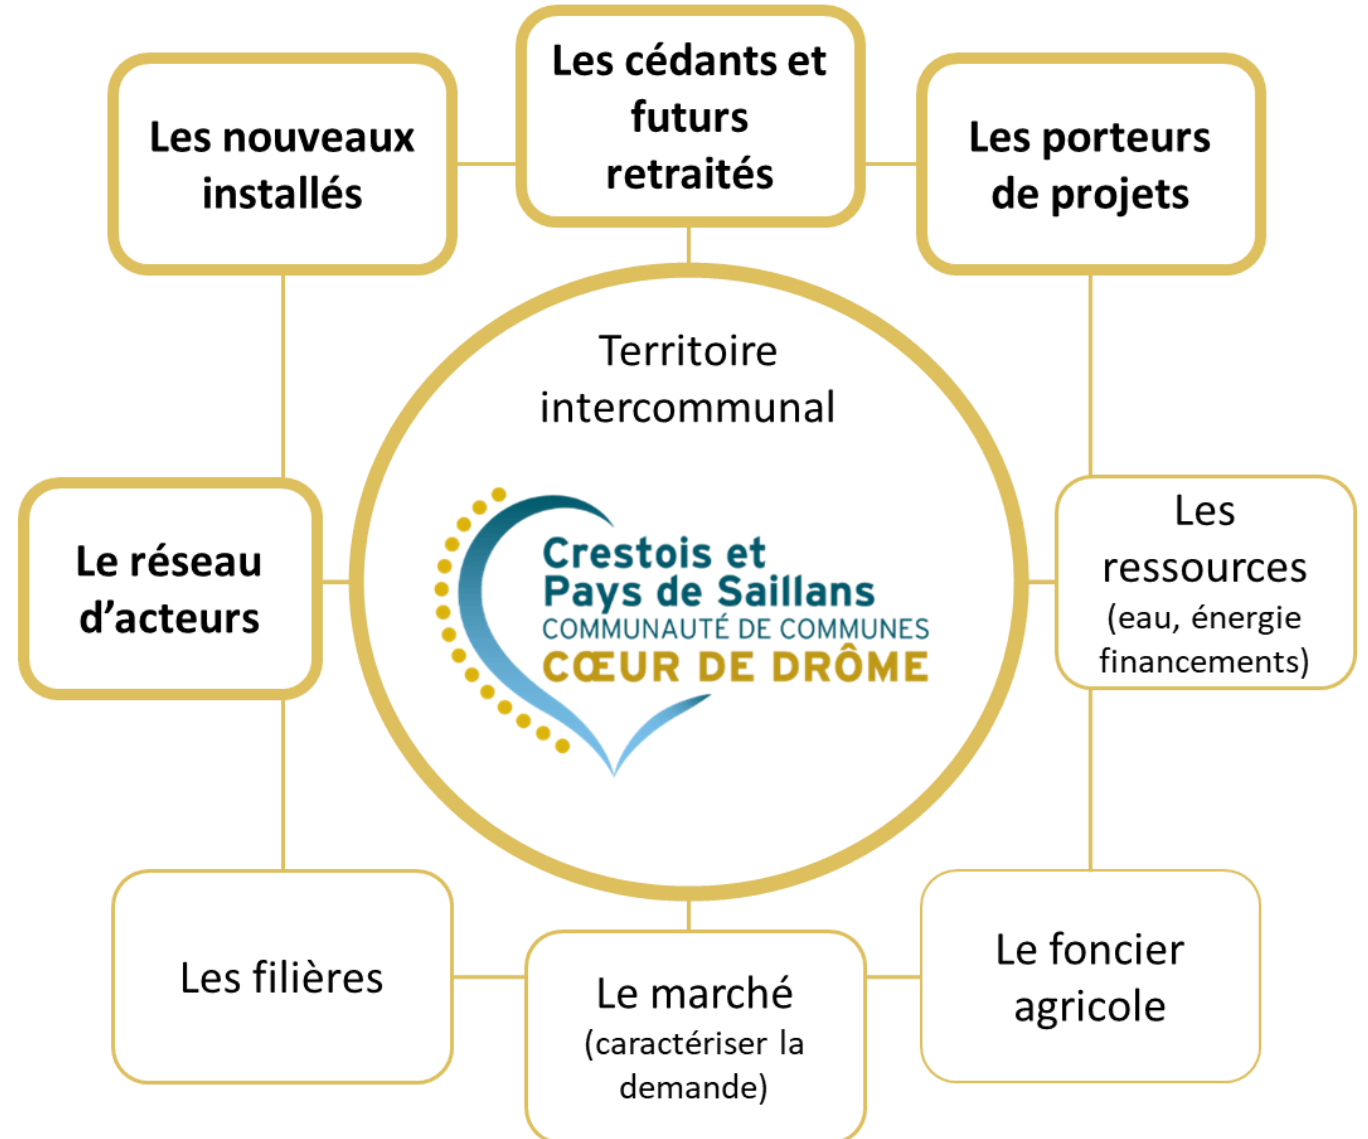 Les cédants et
futurs
retraités
Les nouveaux
installés
Les porteurs
de projets
Territoire
intercommunal
Crestois et
Pays de Saillans
COMMUNAUTÉ DE COMMUNES
CŒUR DE DRÔME
Le réseau
d’acteurs
Les
ressources
(eau, énergie
financements)
Les filières
Le marché
(caractériser la
demande)
Le foncier
agricole